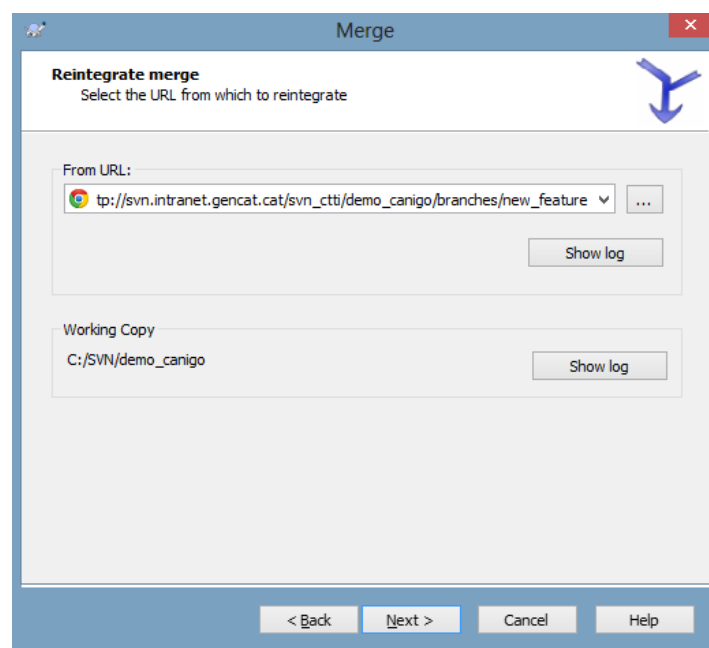 Merge
Reintegrate merge
Select the URL from which to reintegrate
From URL:
tp://svn.intranet.gencat.cat/svn_ctti/demo_canigo/branches/new_feature
...
Show log
Working Copy
C:/SVN/demo_canigo
Show log
< Back Next > Cancel Help